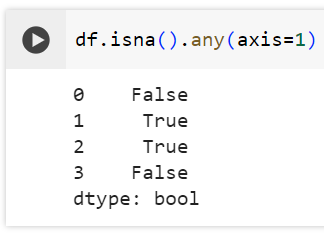 df.isna().any(axis=1)
0    False
1     True
2     True
3    False
dtype: bool